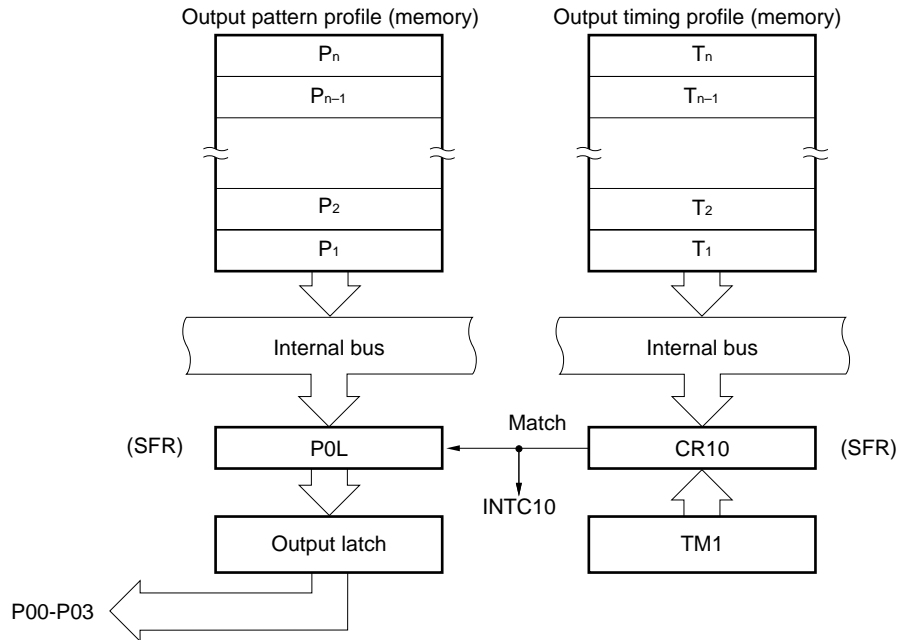 Output pattern profile (memory)
Output timing profile (memory)
Pn
Tn
Pn–1
Tn–1
P2
T2
P1
T1
Internal bus
Internal bus
Match
(SFR)
P0L
CR10
(SFR)
INTC10
Output latch
TM1
P00-P03